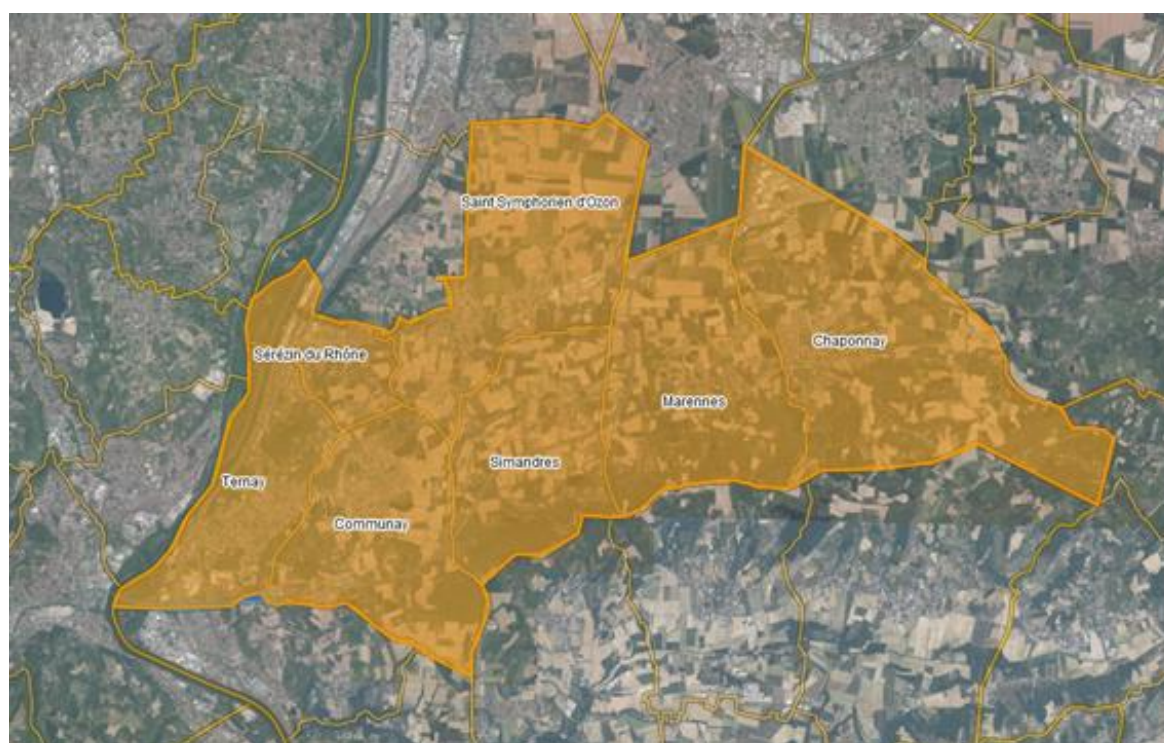 Saint Symphorien d'Ozon
Chaponnay
Sérézin du Rhône
Marennes
Simandres
Ternay
Communay